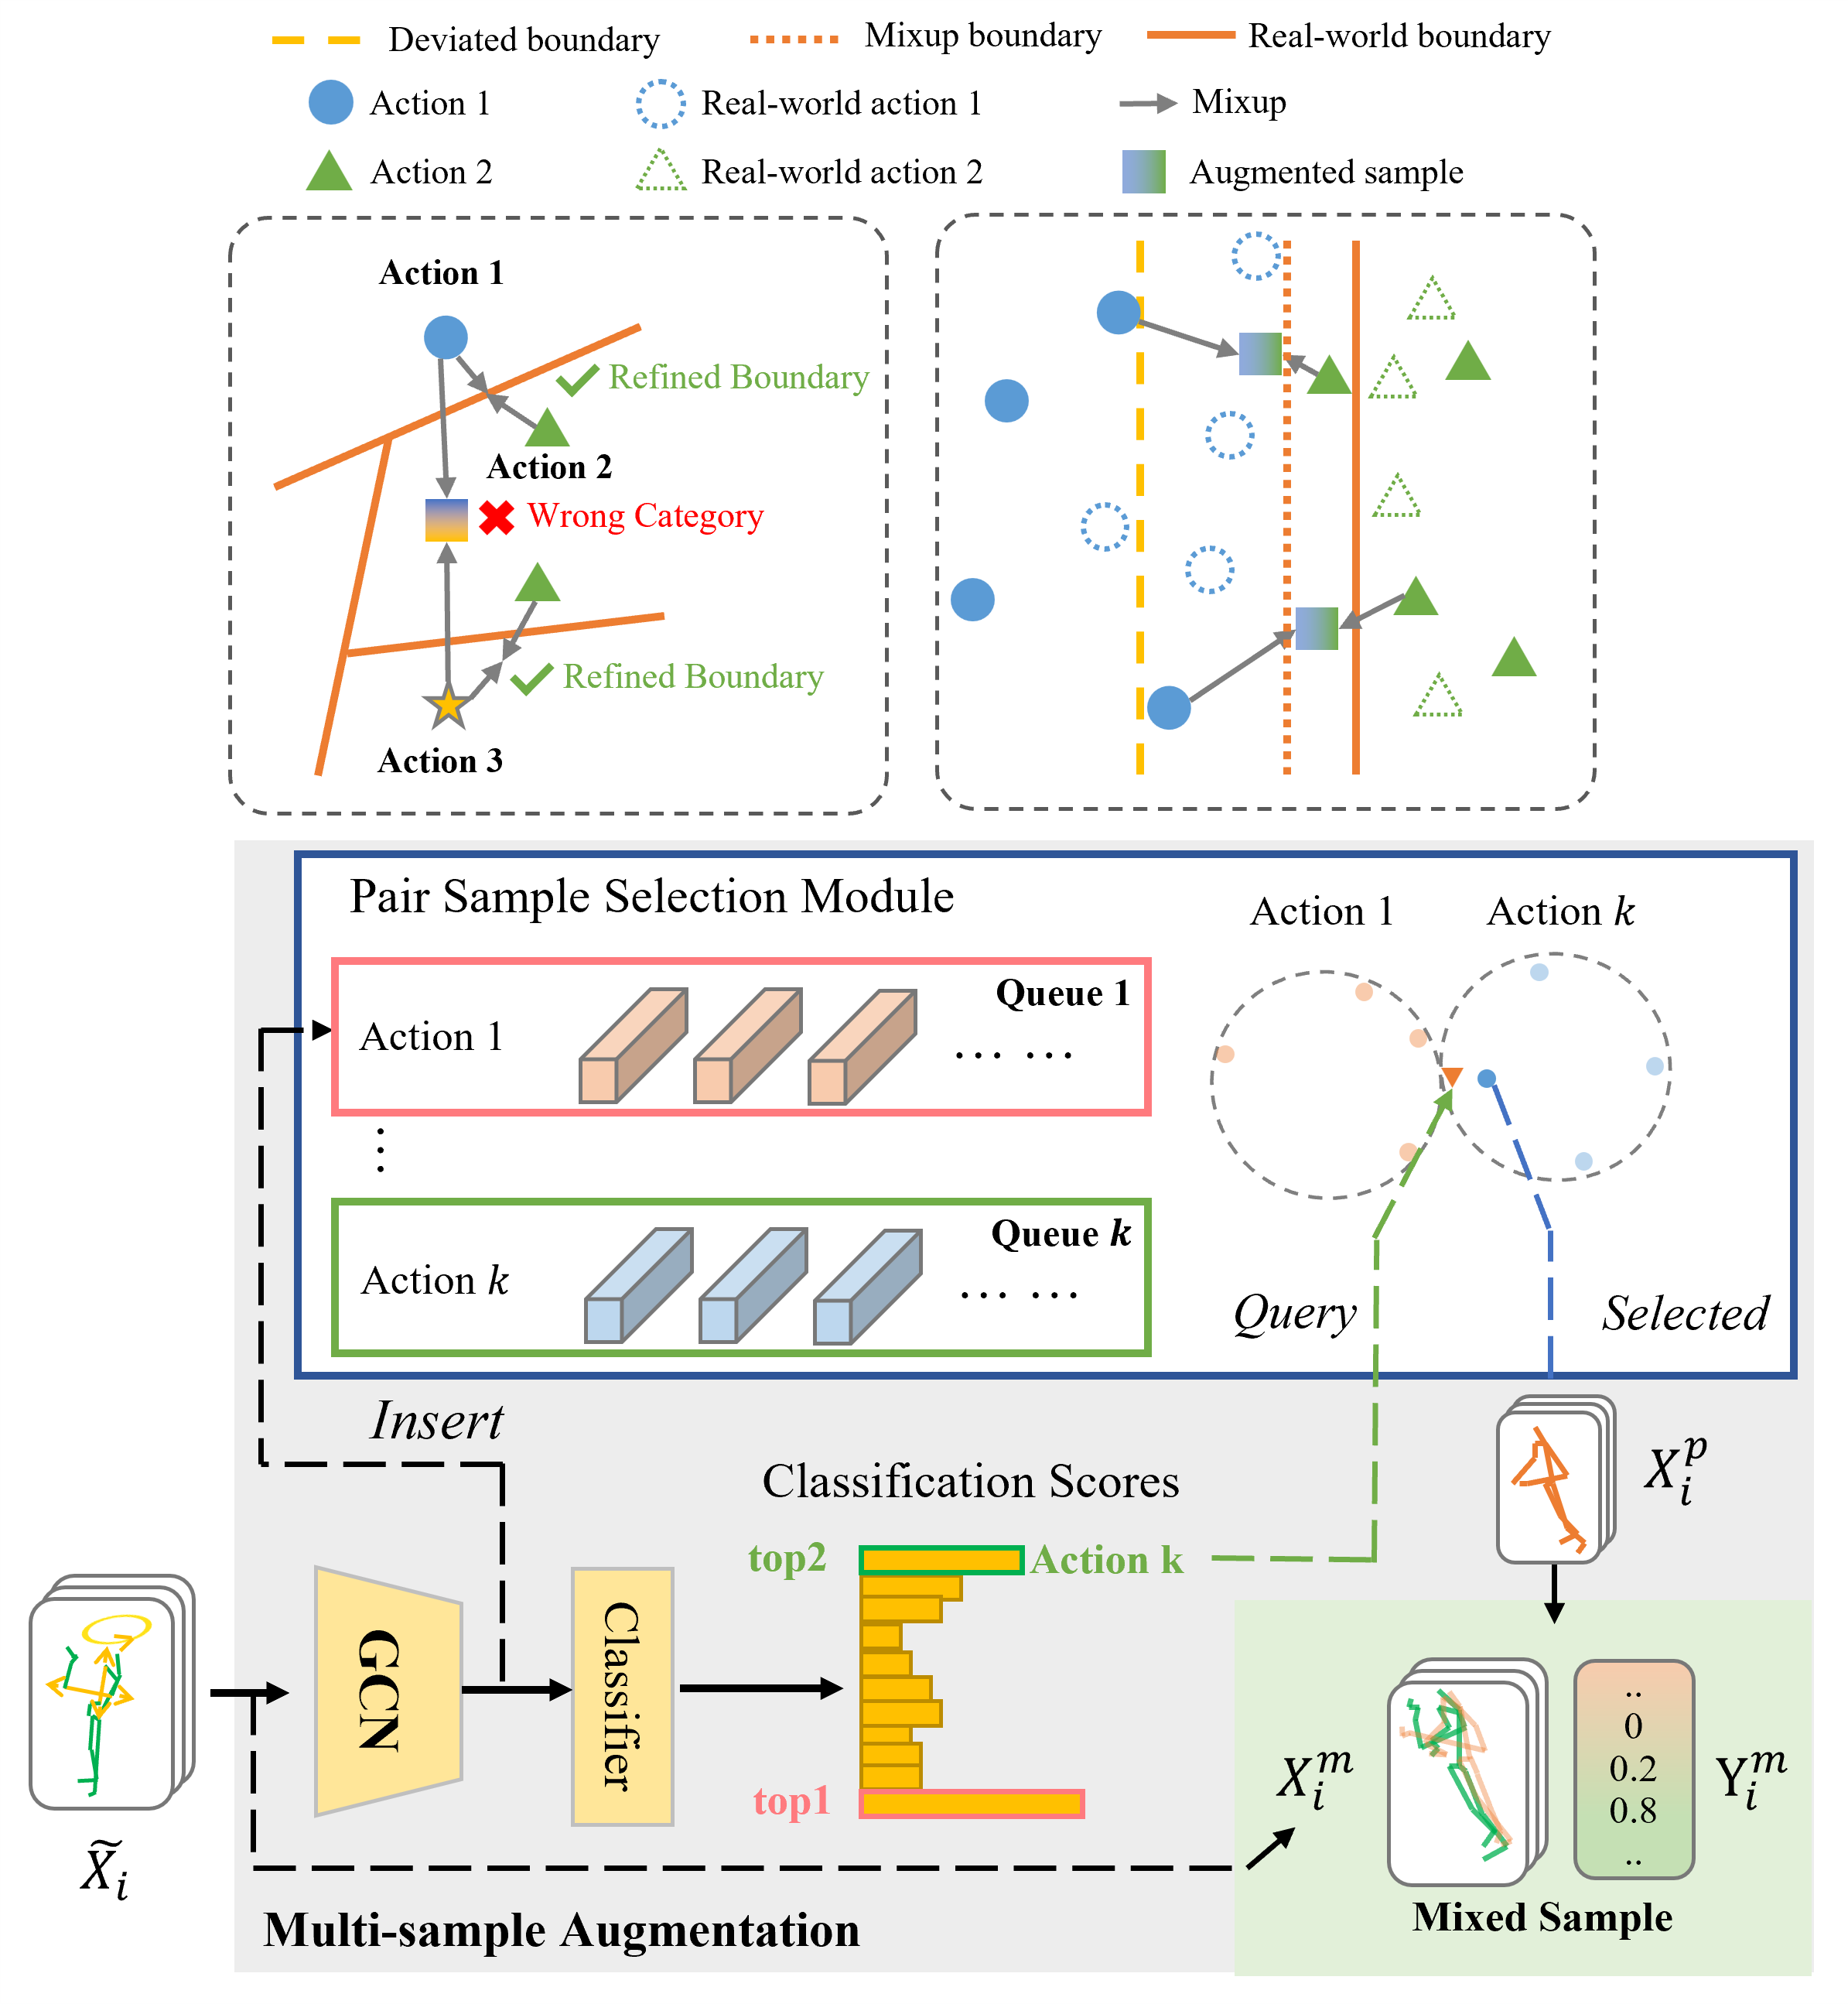 Deviated boundary
Mixup boundary
Real-world boundary
Action 1
Real-world action 1
Mixup
Action 2
Real-world action 2
Augmented sample
Action 1
Refined Boundary
Action 2
Wrong Category
Refined Boundary
Action 3
Pair Sample Selection Module
Action 1
Action k
Queue 1
Action 1
... ...
⋮
Queue k
Action k
... ...
Query
Selected
Insert
Classification Scores
X_i^p
top2
Action k
GCN
Classifier
top1
X̃_i
X_i^m
..
0
0.2
0.8
..
Y_i^m
Mixed Sample
Multi-sample Augmentation